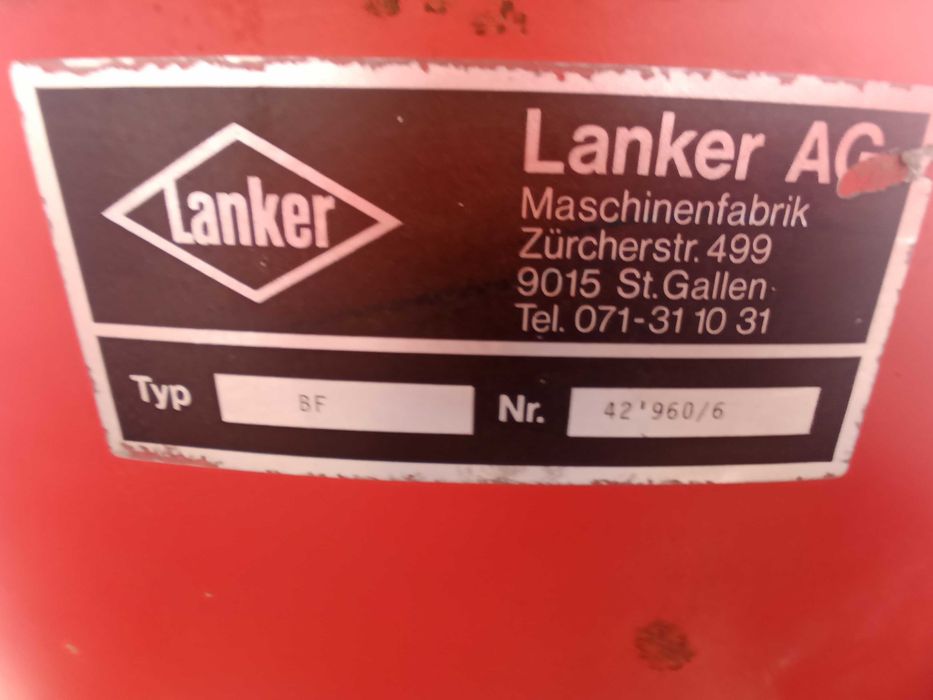 Lanker
Lanker AG
Maschinenfabrik
Zürcherstr. 499
9015 St. Gallen
Tel. 071-31 10 31
Typ BF Nr. 42'960/6